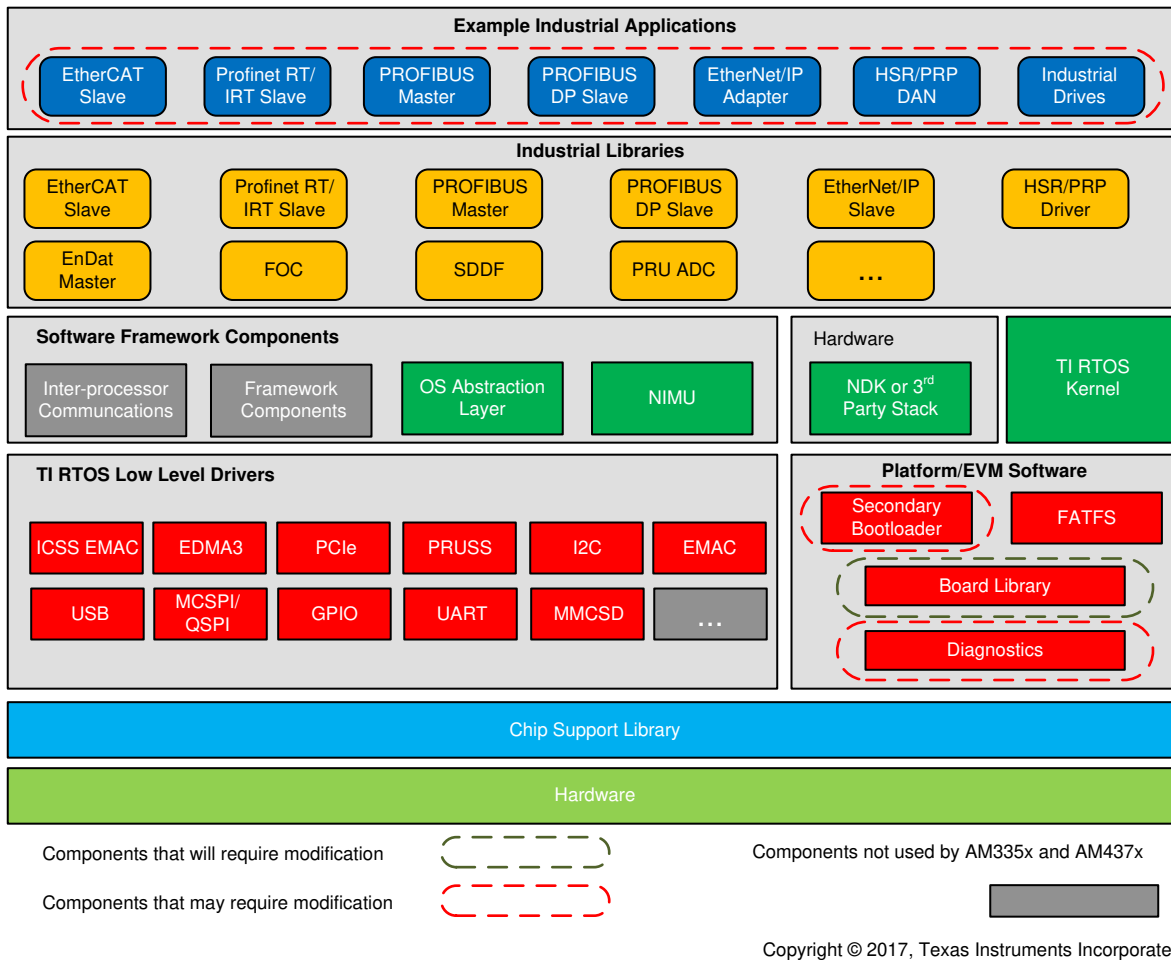 Example Industrial Applications
EtherCAT
Slave
Profinet RT/
IRT Slave
PROFIBUS
Master
PROFIBUS
DP Slave
EtherNet/IP
Adapter
HSR/PRP
DAN
Industrial
Drives
Industrial Libraries
EtherCAT
Slave
Profinet RT/
IRT Slave
PROFIBUS
Master
PROFIBUS
DP Slave
EtherNet/IP
Slave
HSR/PRP
Driver
EnDat
Master
FOC
SDDF
PRU ADC
...
Software Framework Components
Inter-processor
Communcations
Framework
Components
OS Abstraction
Layer
NIMU
Hardware
NDK or 3rd
Party Stack
TI RTOS
Kernel
TI RTOS Low Level Drivers
ICSS EMAC
EDMA3
PCIe
PRUSS
I2C
EMAC
USB
MCSPI/
QSPI
GPIO
UART
MMCSD
...
Platform/EVM Software
Secondary
Bootloader
FATFS
Board Library
Diagnostics
Chip Support Library
Hardware
Components that will require modification
Components not used by AM335x and AM437x
Components that may require modification
Copyright © 2017, Texas Instruments Incorporate